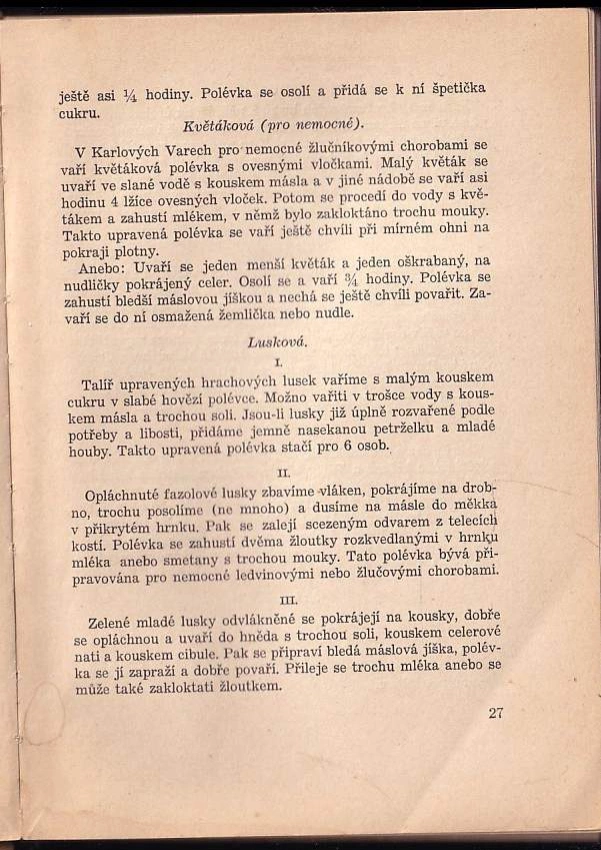 ještě asi ¼ hodiny. Polévka se osolí a přidá se k ní špetička
cukru.
Květáková (pro nemocné).
V Karlových Varech pro nemocné žlučníkovými chorobami se
vaří květáková polévka s ovesnými vločkami. Malý květák se
uvaří ve slané vodě s kouskem másla a v jiné nádobě se vaří asi
hodinu 4 lžíce ovesných vloček. Potom se procedí do vody s kvě-
tákem a zahustí mlékem, v němž bylo zakloktáno trochu mouky.
Takto upravená polévka se vaří ještě chvíli při mírném ohni na
pokraji plotny.
Anebo: Uvaří se jeden menší květák a jeden oškrabaný, na
nudličky pokrájený celer. Osolí se a vaří ¾ hodiny. Polévka se
zahustí bledší máslovou jíškou a nechá se ještě chvíli povařit. Za-
vaří se do ní osmažená žemlička nebo nudle.
Lusková.
I.
Talíř upravených hrachových lusek vaříme s malým kouskem
cukru v slabé hovězí polévce. Možno vařiti v trošce vody s kous-
kem másla a trochou soli. Jsou-li lusky již úplně rozvařené podle
potřeby a libosti, přidáme jemně nasekanou petrželku a mladé
houby. Takto upravená polévka stačí pro 6 osob.
II.
Opláchnuté fazolové lusky zbavíme vláken, pokrájíme na drob-
no, trochu posolíme (ne mnoho) a dusíme na másle do měkka
v přikrytém hrnku. Pak se zalejí scezeným odvarem z telecích
kostí. Polévka se zahustí dvěma žloutky rozkvedlanými v hrnku
mléka anebo smetany s trochou mouky. Tato polévka bývá při-
pravována pro nemocné ledvinovými nebo žlučovými chorobami.
III.
Zelené mladé lusky odvlákněné se pokrájejí na kousky, dobře
se opláchnou a uvaří do hněda s trochou soli, kouskem celerové
nati a kouskem cibule. Pak se připraví bledá máslová jíška, polév-
ka se jí zapraží a dobře povaří. Přileje se trochu mléka anebo se
může také zakloktati žloutkem.
27